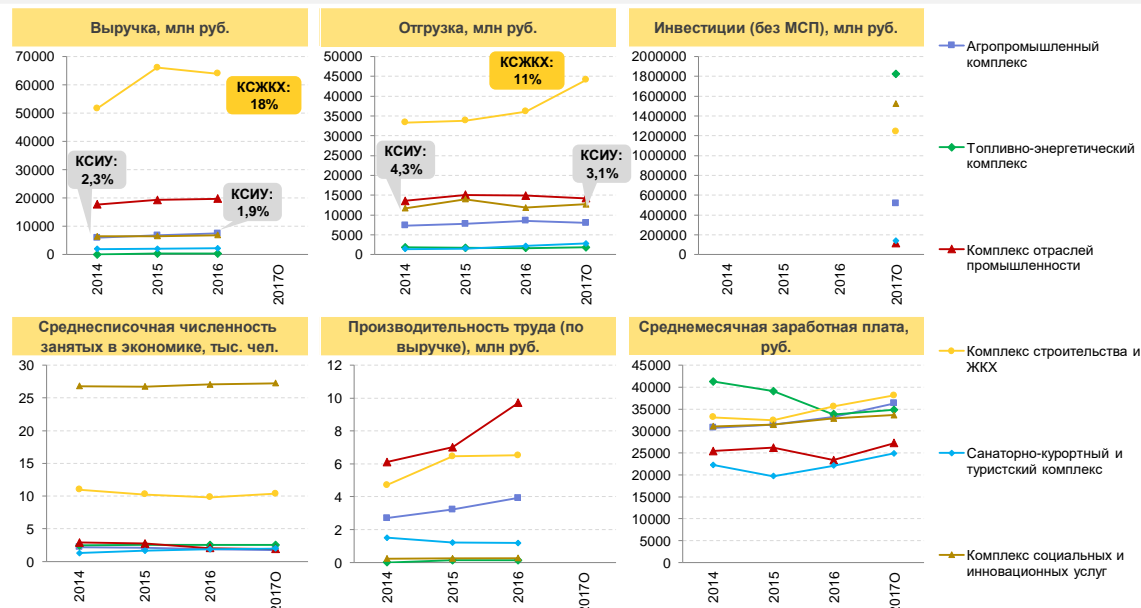 Выручка, млн руб.
70000
60000
50000
40000
30000
20000
10000
0
2014
2015
2016
2017О
КСЖКХ:
18%
КСИУ:
2,3%
КСИУ:
1,9%
Отгрузка, млн руб.
50000
45000
40000
35000
30000
25000
20000
15000
10000
5000
0
2014
2015
2016
2017О
КСЖКХ:
11%
КСИУ:
4,3%
КСИУ:
3,1%
Инвестиции (без МСП), млн руб.
2000000
1800000
1600000
1400000
1200000
1000000
800000
600000
400000
200000
0
2014
2015
2016
2017О
Среднесписочная численность
занятых в экономике, тыс. чел.
30
25
20
15
10
5
0
2014
2015
2016
2017О
Производительность труда (по
выручке), млн руб.
12
10
8
6
4
2
0
2014
2015
2016
2017О
Среднемесячная заработная плата,
руб.
45000
40000
35000
30000
25000
20000
15000
10000
5000
0
2014
2015
2016
2017О
Агропромышленный
комплекс
Топливно-энергетический
комплекс
Комплекс отраслей
промышленности
Комплекс строительства и
ЖКХ
Санаторно-курортный и
туристский комплекс
Комплекс социальных и
инновационных услуг